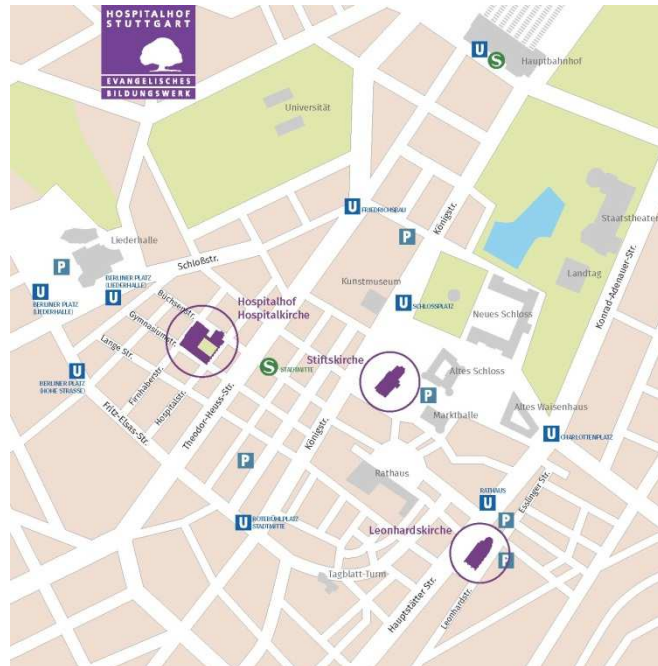 HOSPITALHOF
STUTTGART
EVANGELISCHES
BILDUNGSWERK
U
S
Hauptbahnhof
Universität
U
FRIEDRICHSBAU
Königstr.
P
Staatstheater
Liederhalle
P
Schloßstr.
Landtag
Konrad-Adenauer-Str.
BERLINER PLATZ
(LIEDERHALLE)
U
U
BERLINER PLATZ
(LIEDERHALLE)
Kunstmuseum
U
SCHLOSSPLATZ
Neues Schloss
Hospitalhof
Hospitalkirche
Büchsenstr.
Gymnasiumstr.
Lange Str.
Firnhaberstr.
Hospitalstr.
U
BERLINER PLATZ
(HOHE STRASSE)
Fritz-Elsas-Str.
Theodor-Heuss-Str.
S
STADTMITTE
Stiftskirche
P
Altes Schloss
Markthalle
Altes Waisenhaus
U
CHARLOTTENPLATZ
Königstr.
P
Rathaus
RATHAUS
U
Esslinger Str.
P
U
ROTEBÜHLPLATZ
STADTMITTE
Leonhardskirche
P
Tagblatt-Turm
Hauptstätter Str.
Leonhardstr.